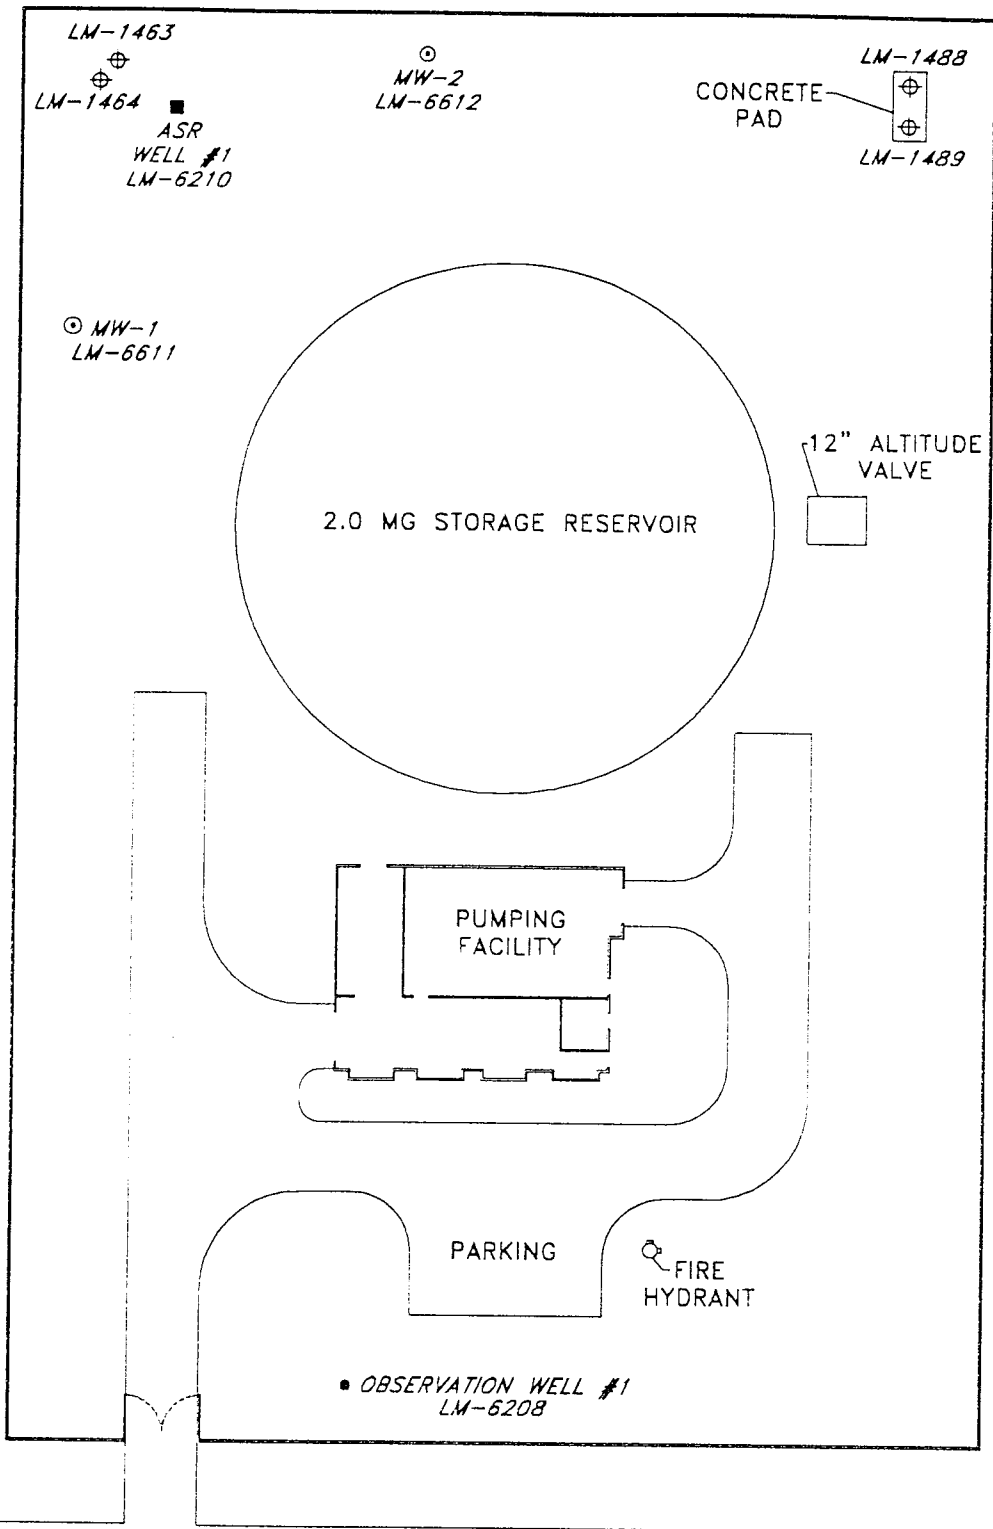 LM-1463
LM-1464
ASR
WELL #1
LM-6210
MW-2
LM-6612
LM-1488
CONCRETE
PAD
LM-1489
MW-1
LM-6611
12" ALTITUDE
VALVE
2.0 MG STORAGE RESERVOIR
PUMPING
FACILITY
PARKING
FIRE
HYDRANT
OBSERVATION WELL #1
LM-6208